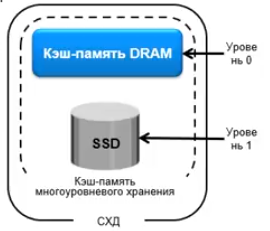 Кэш-память DRAM
Урове
нь 0
SSD
Урове
нь 1
Кэш-память
многоуровневого хранения
СХД